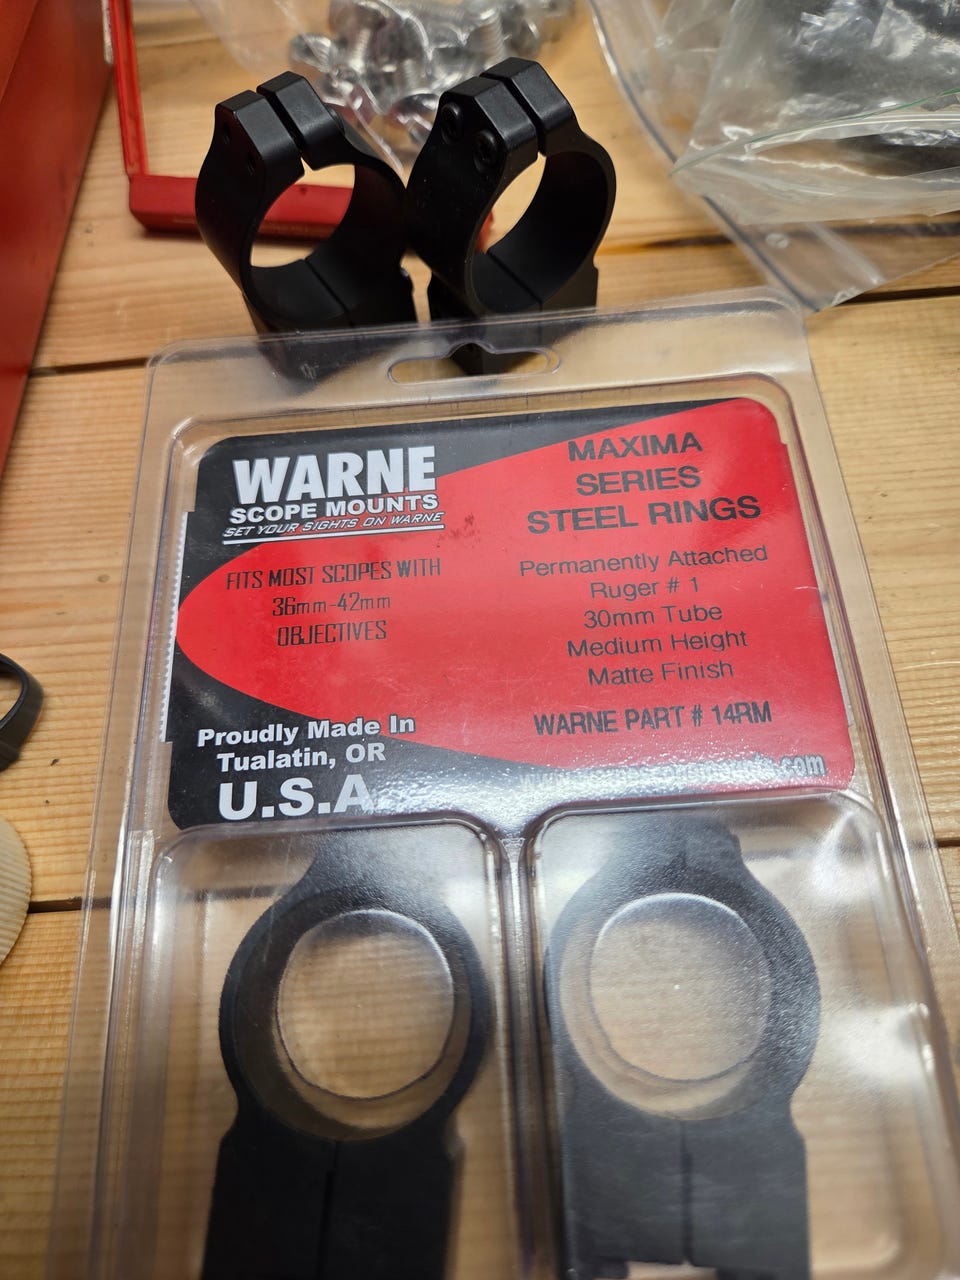 WARNE
SCOPE MOUNTS
SET YOUR SIGHTS ON WARNE
MAXIMA
SERIES
STEEL RINGS
FITS MOST SCOPES WITH
36mm-42mm
OBJECTIVES
Permanently Attached
Ruger # 1
30mm Tube
Medium Height
Matte Finish
WARNE PART # 14RM
Proudly Made In
Tualatin, OR
U.S.A.